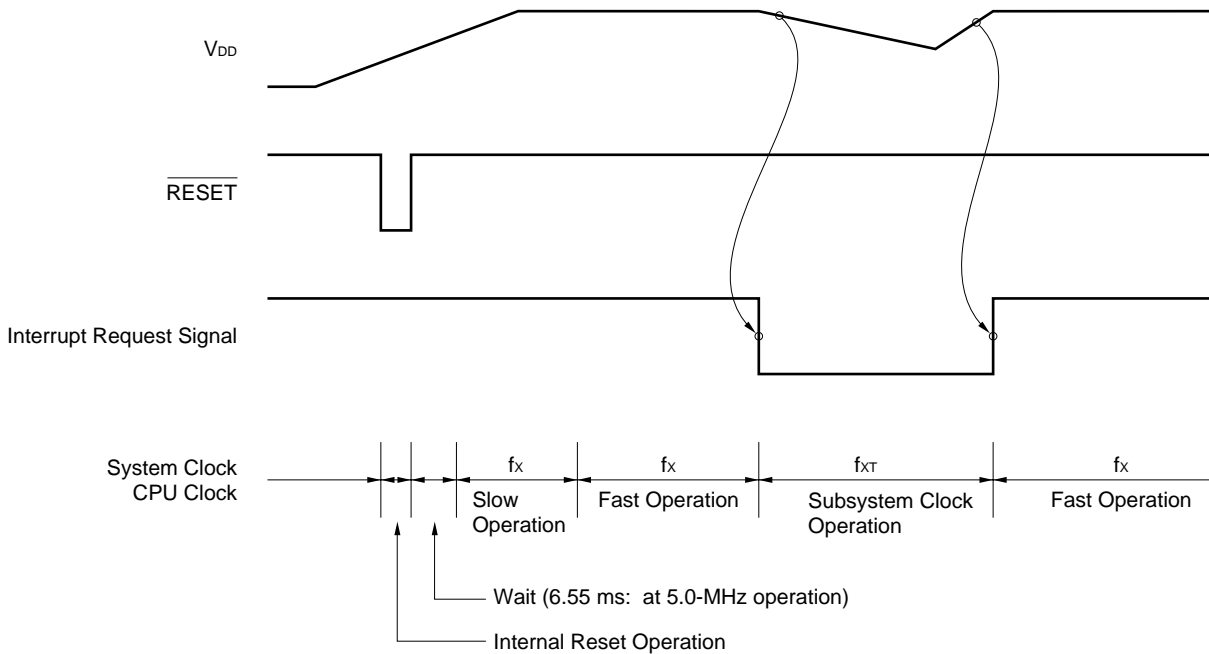 VDD
RESET
Interrupt Request Signal
System Clock
CPU Clock
fX
Slow
Operation
fX
Fast Operation
fXT
Subsystem Clock
Operation
fX
Fast Operation
Wait (6.55 ms: at 5.0-MHz operation)
Internal Reset Operation